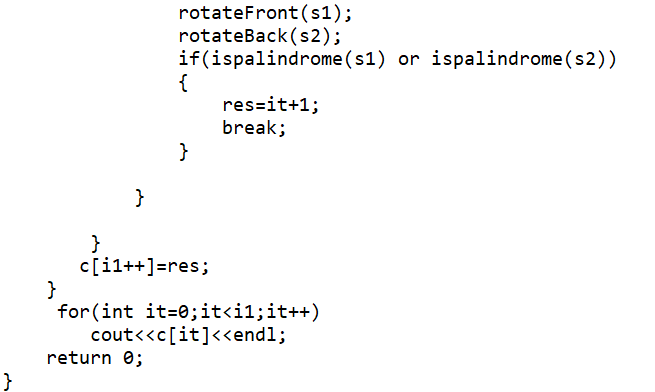 rotateFront(s1);
rotateBack(s2);
if(ispalindrome(s1) or ispalindrome(s2))
{
res=it+1;
break;
}
}
}
c[i1++]=res;
}
for(int it=0;it<i1;it++)
cout<<c[it]<<endl;
return 0;
}